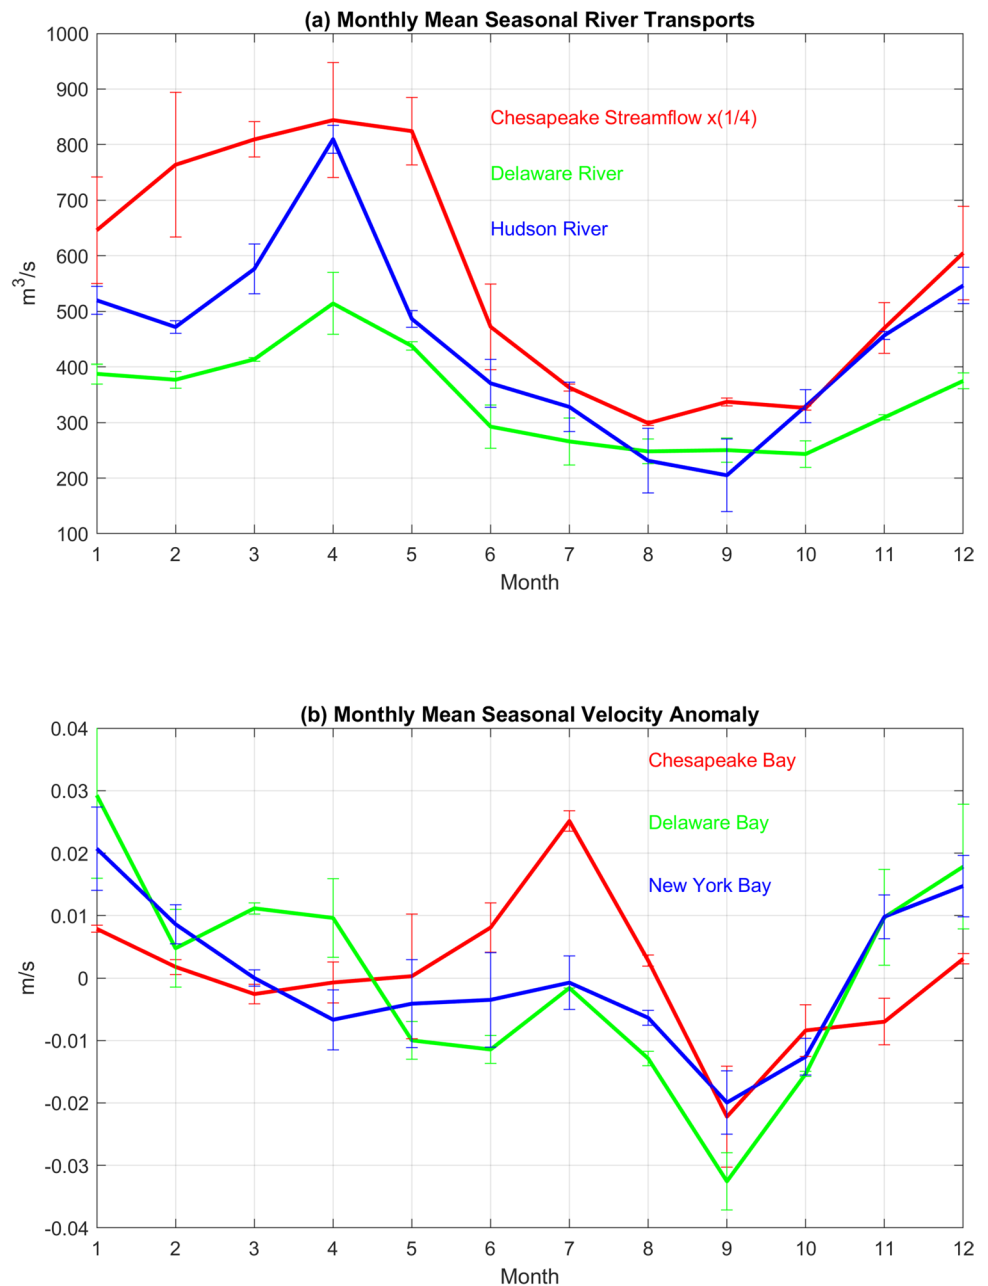 (a) Monthly Mean Seasonal River Transports
1000
900
800
700
600
500
400
300
200
100
m³/s
Chesapeake Streamflow x(1/4)
Delaware River
Hudson River
1 2 3 4 5 6 7 8 9 10 11 12
Month
(b) Monthly Mean Seasonal Velocity Anomaly
0.04
0.03
0.02
0.01
0
-0.01
-0.02
-0.03
-0.04
m/s
Chesapeake Bay
Delaware Bay
New York Bay
1 2 3 4 5 6 7 8 9 10 11 12
Month